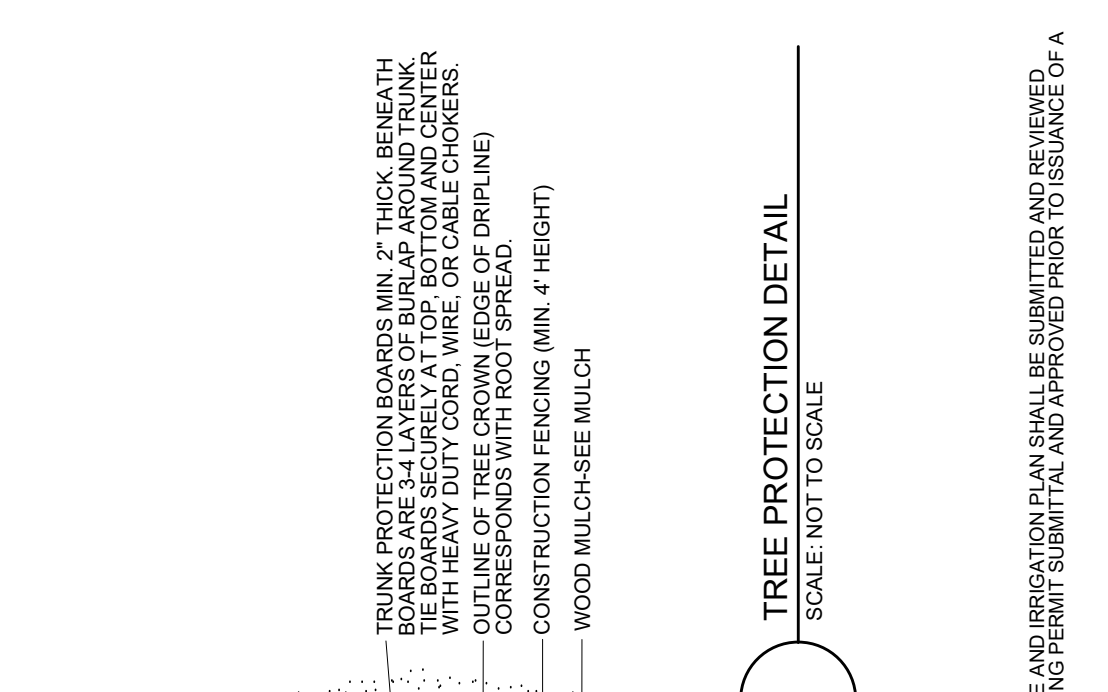 TRUNK PROTECTION BOARDS MIN. 2" THICK. BENEATH
BOARDS ARE 3-4 LAYERS OF BURLAP AROUND TRUNK.
TIE BOARDS SECURELY AT TOP, BOTTOM AND CENTER
WITH HEAVY DUTY CORD, WIRE, OR CABLE CHOKERS.
OUTLINE OF TREE CROWN (EDGE OF DRIPLINE)
CORRESPONDS WITH ROOT SPREAD.
CONSTRUCTION FENCING (MIN. 4' HEIGHT)
WOOD MULCH-SEE MULCH
TREE PROTECTION DETAIL
SCALE: NOT TO SCALE
AND IRRIGATION PLAN SHALL BE SUBMITTED AND REVIEWED
PERMIT SUBMITTAL AND APPROVED PRIOR TO ISSUANCE OF A